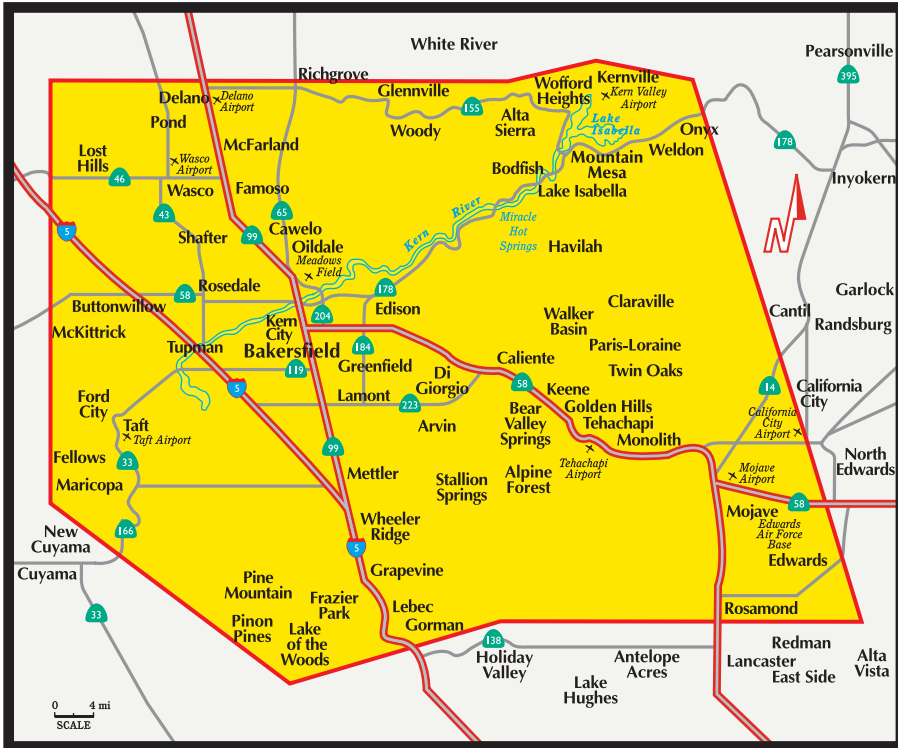 White River
Pearsonville
395
Richgrove
Wofford
Heights
Kernville
Kern Valley
Airport
Glennville
Delano
Delano
Airport
155
Pond
Woody
Alta
Sierra
Lake
Isabella
Onyx
178
McFarland
Lost
Hills
Wasco
Airport
Weldon
Bodfish
Mountain
Mesa
46
Wasco
Famoso
Lake Isabella
Inyokern
43
65
Kern River
Miracle
Hot
Springs
N
5
Shafter
99
Cawelo
Oildale
Meadows
Field
Havilah
58
Rosedale
178
Garlock
Buttonwillow
Edison
Claraville
Cantil
McKittrick
Kern
City
204
Walker
Basin
Randsburg
Tupman
Bakersfield
184
Paris-Loraine
Greenfield
Caliente
119
Twin Oaks
5
Di
Giorgio
58
14
California
City
Ford
City
Lamont
223
Keene
Golden Hills
California
City
Airport
Taft
Taft Airport
Arvin
Bear
Valley
Springs
Tehachapi
Monolith
99
Fellows
33
Tehachapi
Airport
North
Edwards
Mettler
Alpine
Forest
Mojave
Airport
Maricopa
Stallion
Springs
58
166
Wheeler
Ridge
Mojave
New
Cuyama
5
Edwards
Air Force
Base
Edwards
Cuyama
Grapevine
Pine
Mountain
33
Frazier
Park
Lebec
Rosamond
Pinon
Pines
Lake
of the
Woods
Gorman
138
Holiday
Valley
Antelope
Acres
Redman
Lancaster
East Side
Alta
Vista
Lake
Hughes
0 4 mi
SCALE